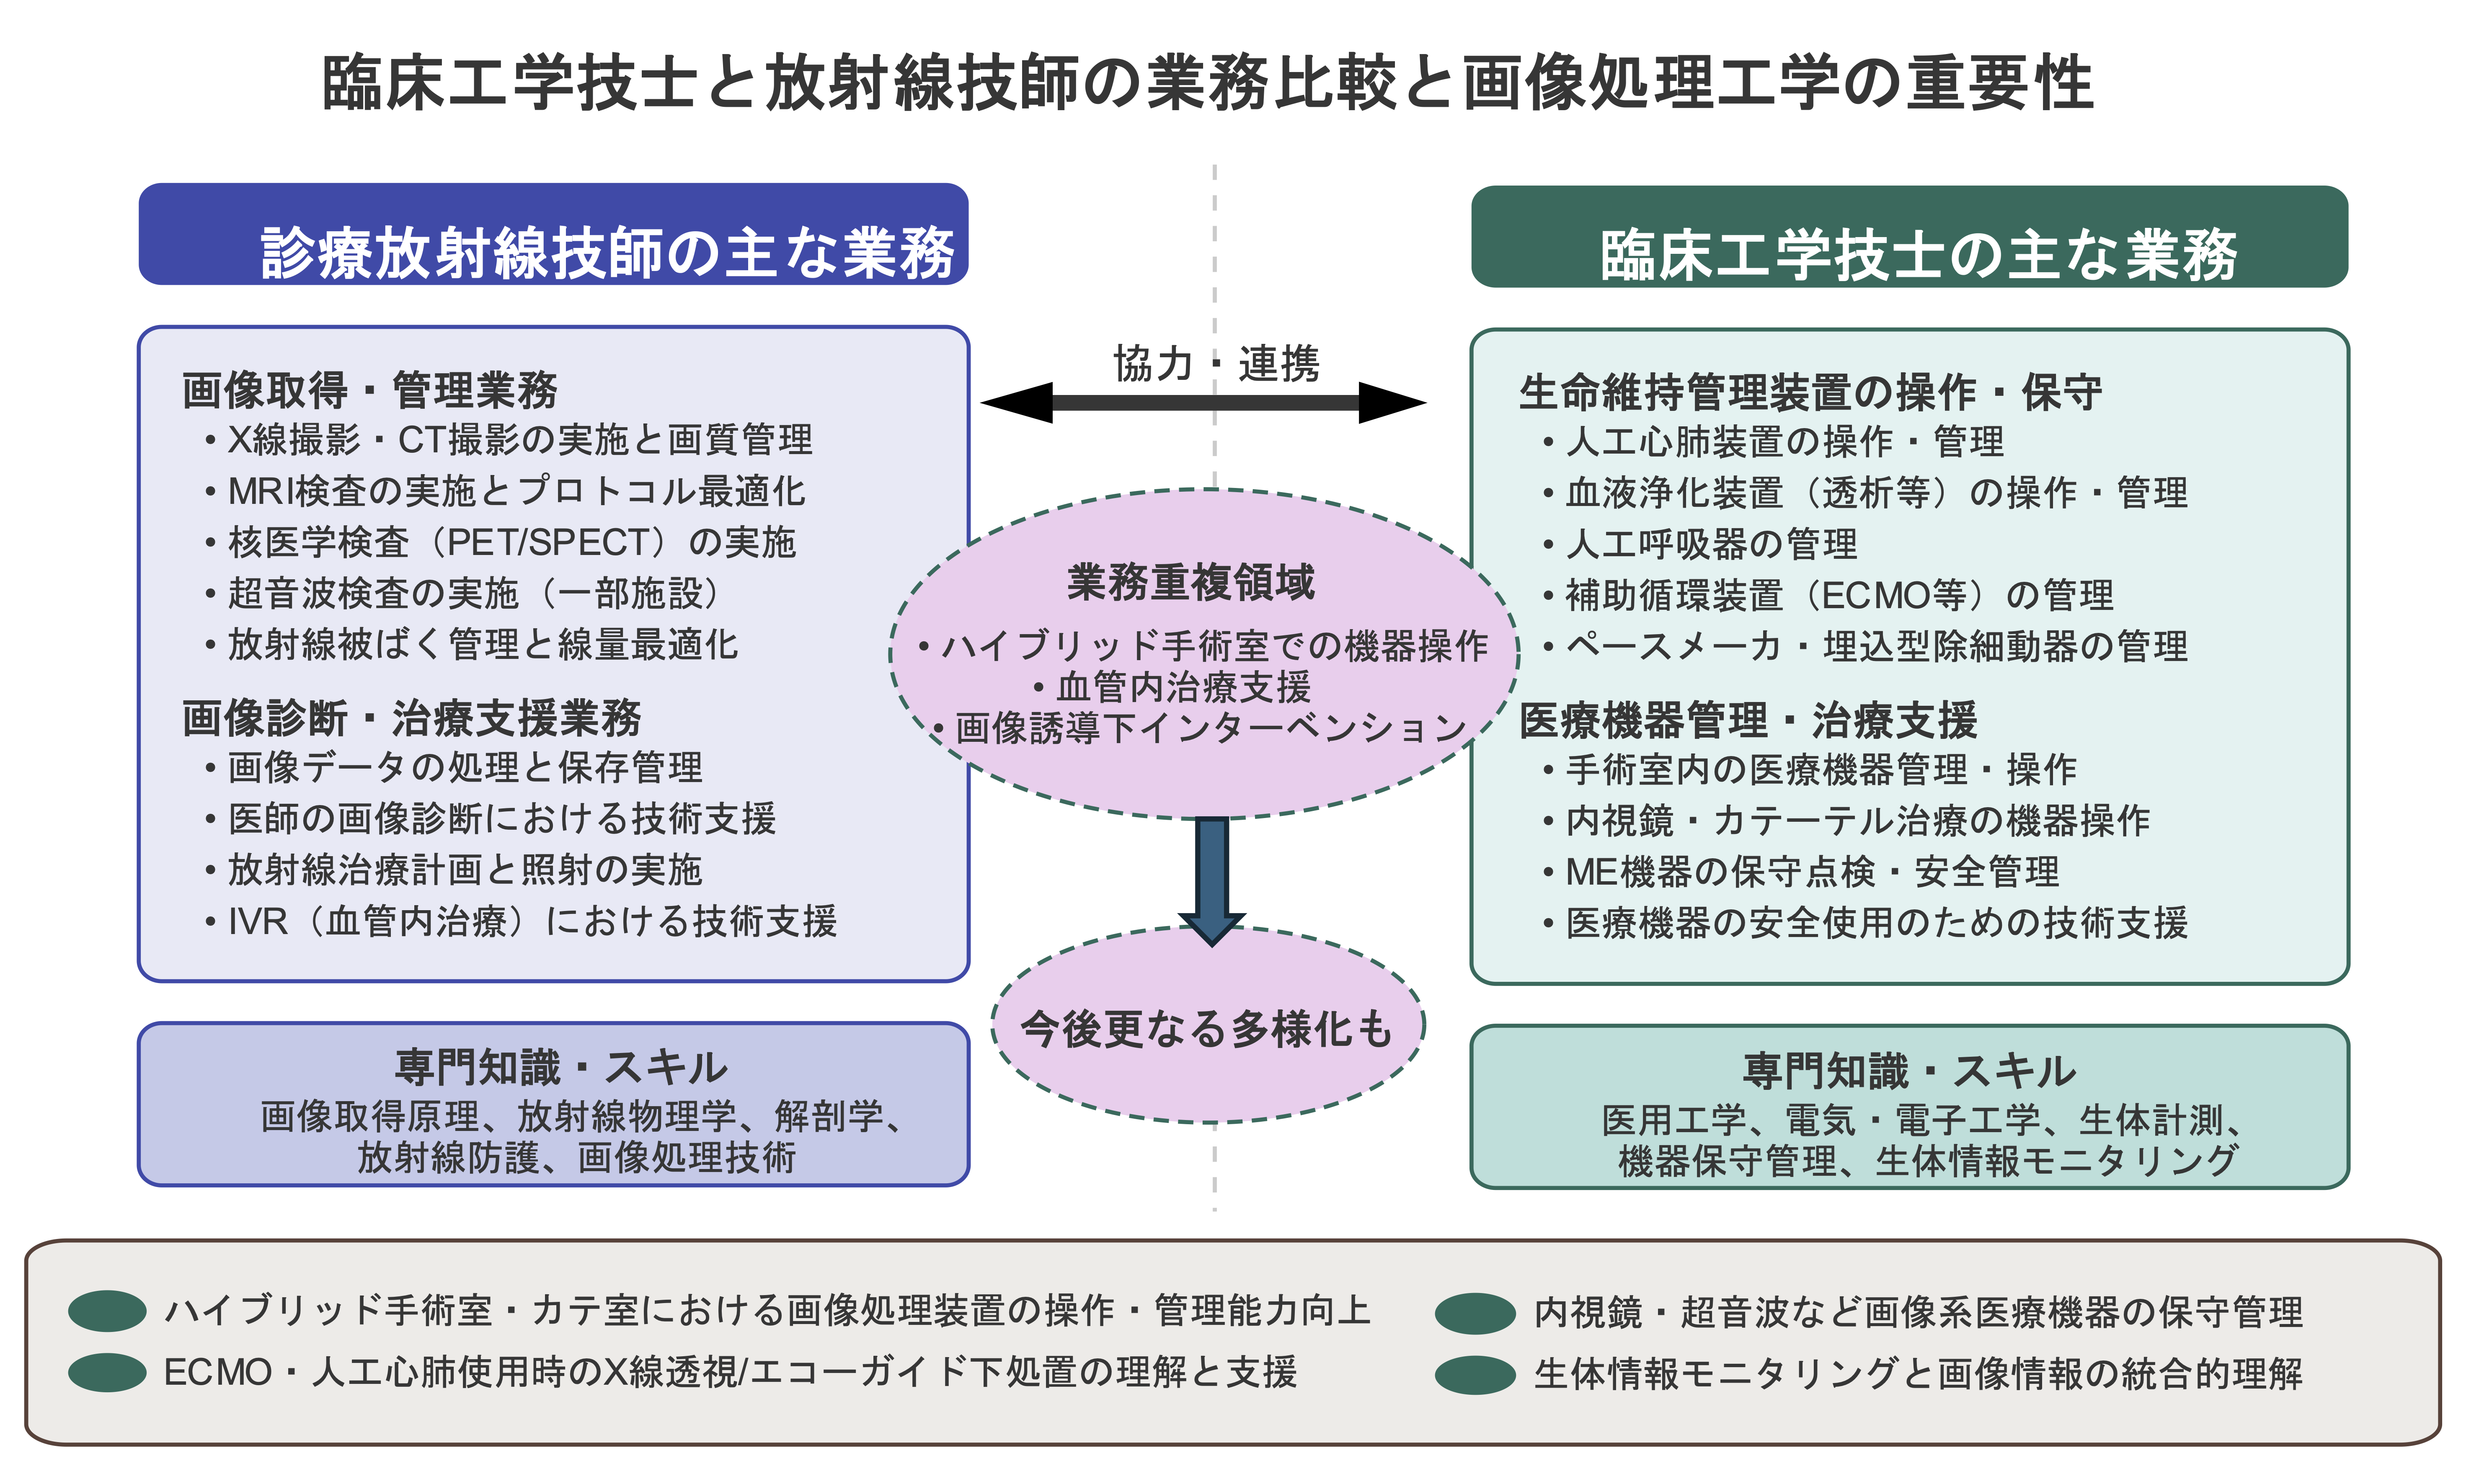 臨床工学技士と放射線技師の業務比較と画像処理工学の重要性
診療放射線技師の主な業務
画像取得・管理業務
• X線撮影・CT撮影の実施と画質管理
• MRI検査の実施とプロトコル最適化
• 核医学検査（PET/SPECT）の実施
• 超音波検査の実施（一部施設）
• 放射線被ばく管理と線量最適化
画像診断・治療支援業務
• 画像データの処理と保存管理
• 医師の画像診断における技術支援
• 放射線治療計画と照射の実施
• IVR（血管内治療）における技術支援
専門知識・スキル
画像取得原理、放射線物理学、解剖学、
放射線防護、画像処理技術
協力・連携
業務重複領域
• ハイブリッド手術室での機器操作
• 血管内治療支援
• 画像誘導下インターベンション
今後更なる多様化も
臨床工学技士の主な業務
生命維持管理装置の操作・保守
• 人工心肺装置の操作・管理
• 血液浄化装置（透析等）の操作・管理
• 人工呼吸器の管理
• 補助循環装置（ECMO等）の管理
• ペースメーカ・埋込型除細動器の管理
医療機器管理・治療支援
• 手術室内の医療機器管理・操作
• 内視鏡・カテーテル治療の機器操作
• ME機器の保守点検・安全管理
• 医療機器の安全使用のための技術支援
専門知識・スキル
医用工学、電気・電子工学、生体計測、
機器保守管理、生体情報モニタリング
ハイブリッド手術室・カテ室における画像処理装置の操作・管理能力向上
ECMO・人工心肺使用時のX線透視/エコーガイド下処置の理解と支援
内視鏡・超音波など画像系医療機器の保守管理
生体情報モニタリングと画像情報の統合的理解